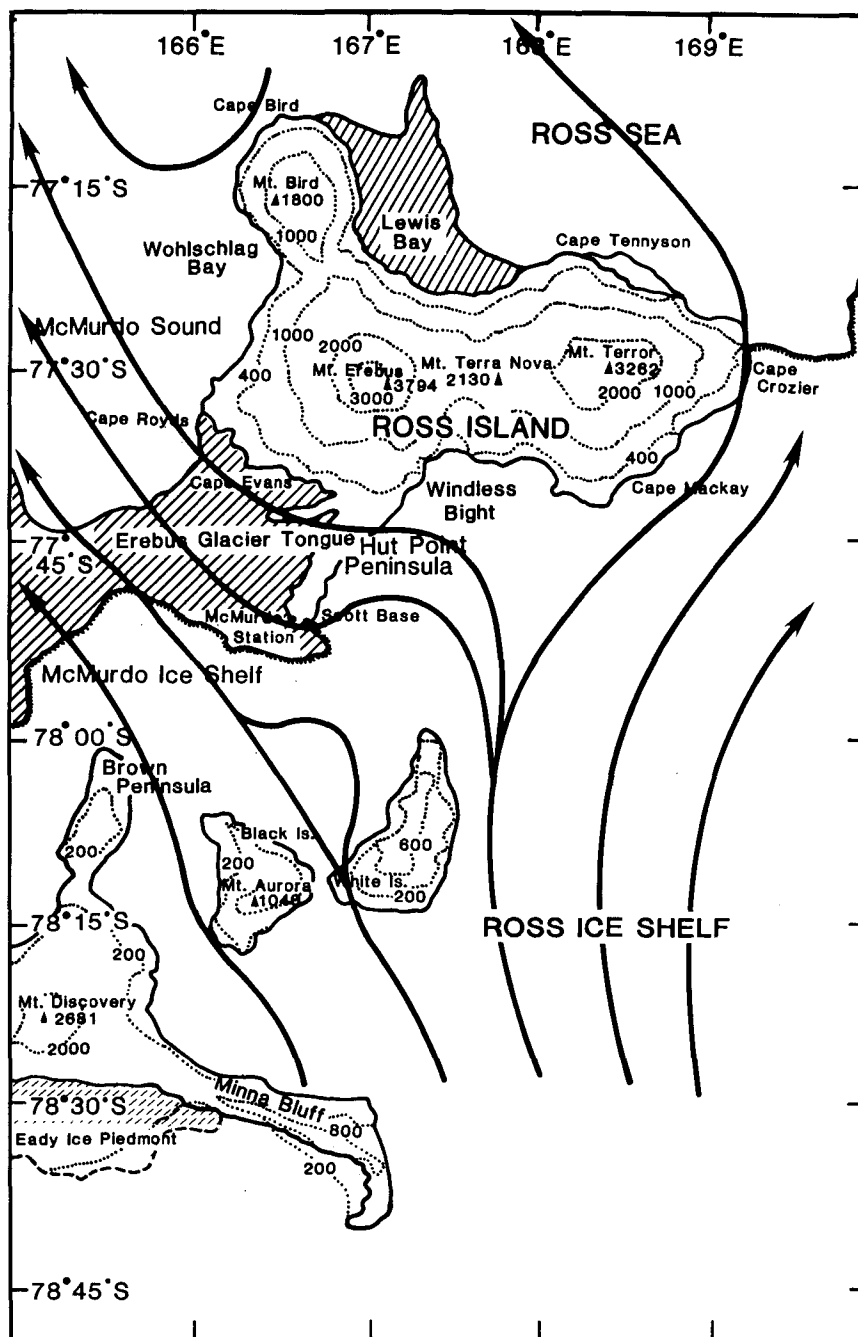 166°E
167°E
168°E
169°E
Cape Bird
ROSS SEA
77°15'S
Mt. Bird
▲1800
1000
Lewis
Bay
Cape Tennyson
Wohlschlag
Bay
McMurdo Sound
1000
2000
77°30'S
400
Mt. Erebus
▲3794
3000
Mt. Terra Nova
2130▲
Mt. Terror
▲3262
2000
1000
Cape
Crozier
Cape Royds
ROSS ISLAND
400
Cape Evans
Windless
Bight
Cape Mackay
77°
45'S
Erebus Glacier Tongue
Hut Point
Peninsula
McMurdo
Station
Scott Base
McMurdo Ice Shelf
78°00'S
Brown
Peninsula
200
Black Is.
200
Mt. Aurora
▲1040
White Is.
600
200
78°15'S
ROSS ICE SHELF
200
Mt. Discovery
▲2681
2000
Minna Bluff
78°30'S
800
Eady Ice Piedmont
200
78°45'S